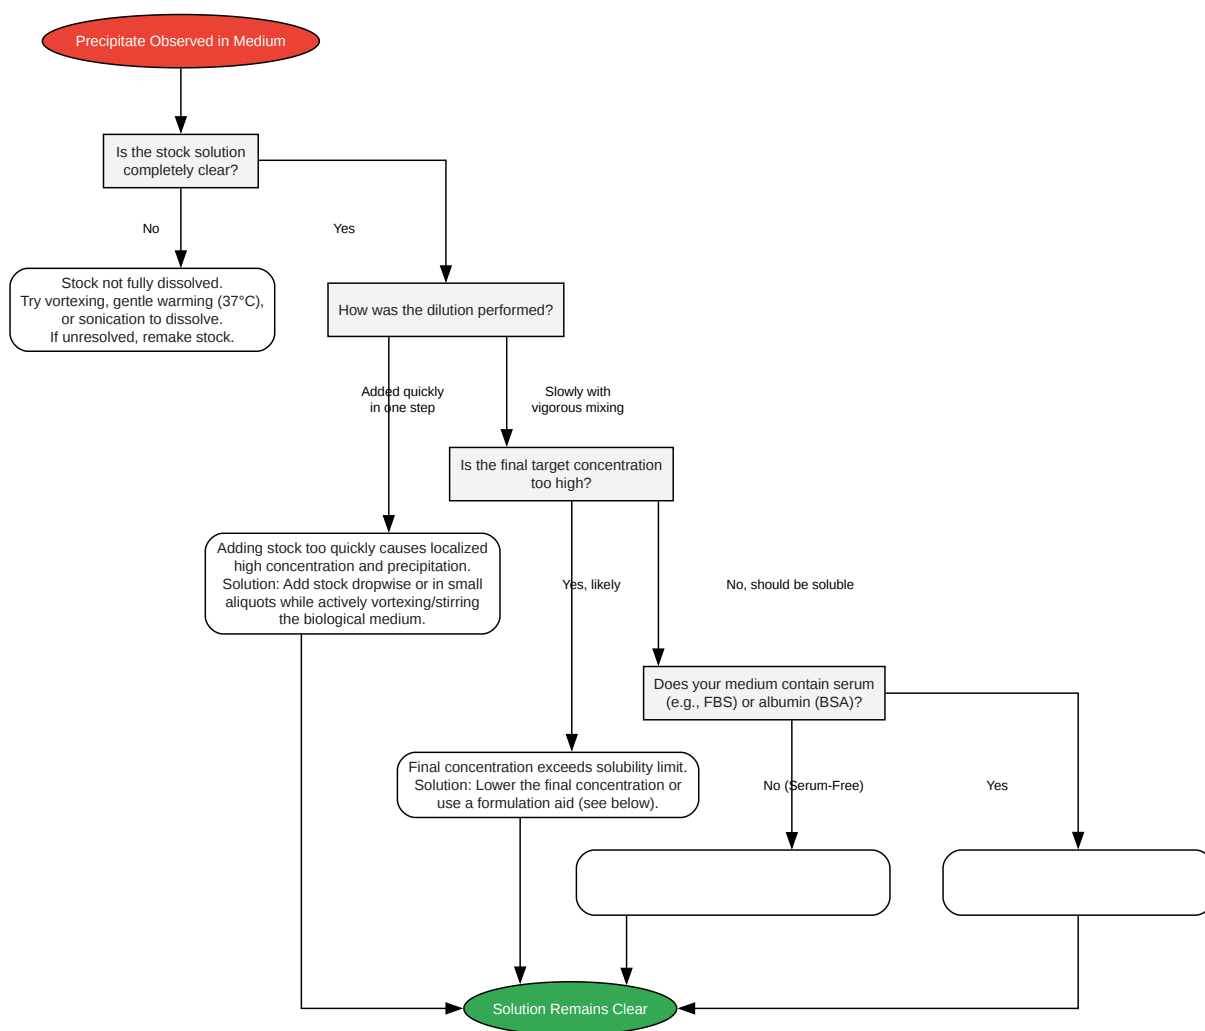 Precipitate Observed in Medium
Is the stock solution
completely clear?
No
Yes
Stock not fully dissolved.
Try vortexing, gentle warming (37°C),
or sonication to dissolve.
If unresolved, remake stock.
How was the dilution performed?
Added quickly
in one step
Slowly with
vigorous mixing
Is the final target concentration
too high?
Adding stock too quickly causes localized
high concentration and precipitation.
Solution: Add stock dropwise or in small
aliquots while actively vortexing/stirring
the biological medium.
Yes, likely
No, should be soluble
Does your medium contain serum
(e.g., FBS) or albumin (BSA)?
Final concentration exceeds solubility limit.
Solution: Lower the final concentration or
use a formulation aid (see below).
No (Serum-Free)
Yes
Solution Remains Clear